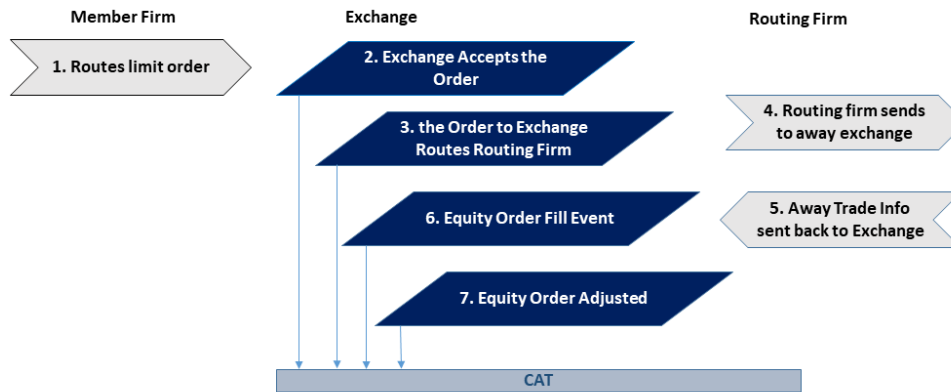 Member Firm
Exchange
Routing Firm
1. Routes limit order
2. Exchange Accepts the
Order
3. the Order to Exchange
Routes Routing Firm
4. Routing firm sends
to away exchange
6. Equity Order Fill Event
5. Away Trade Info
sent back to Exchange
7. Equity Order Adjusted
CAT